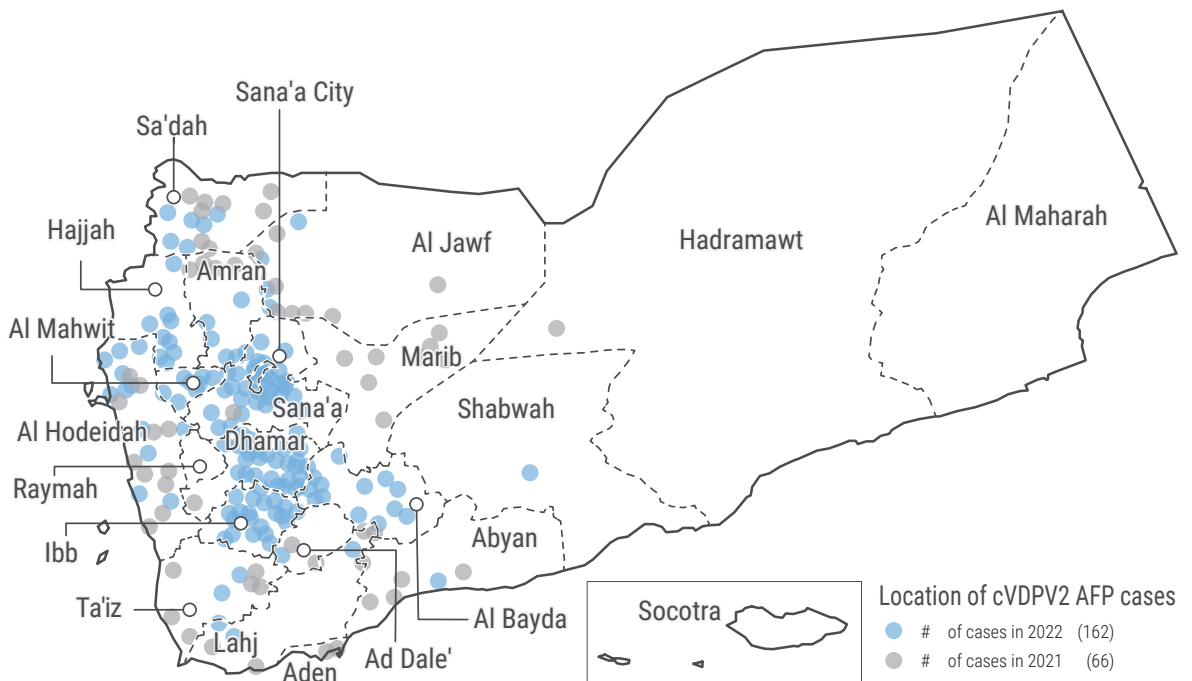 Sana'a City
Sa'dah
Hajjah
Al Jawf
Hadramawt
Al Maharah
Amran
Al Mahwit
Marib
Sana'a
Shabwah
Al Hodeidah
Dhamar
Raymah
Ibb
Abyan
Ta'iz
Al Bayda
Lahj
Ad Dale'
Aden
Socotra
Location of cVDPV2 AFP cases
# of cases in 2022 (162)
# of cases in 2021 (66)